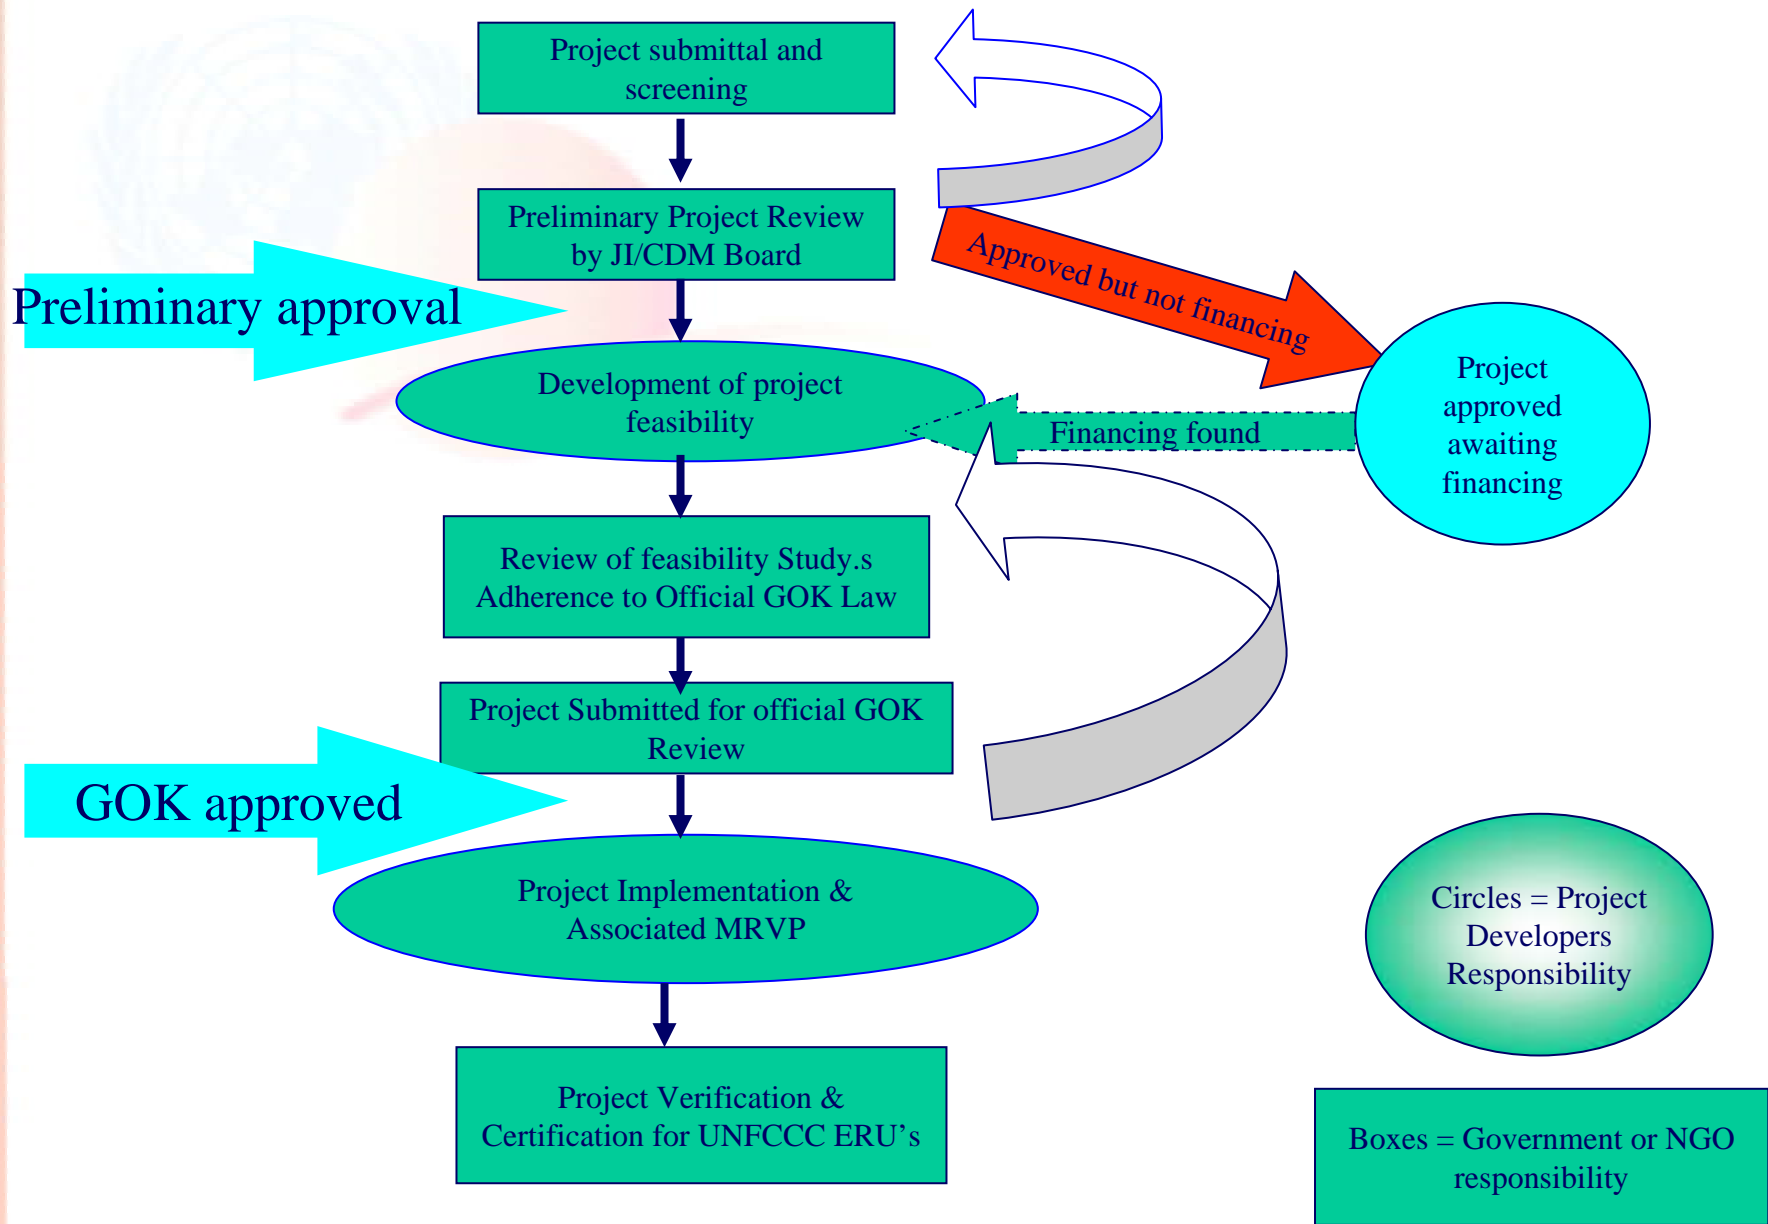 Project submittal and
screening
Preliminary Project Review
by JI/CDM Board
Approved but not financing
Preliminary approval
Development of project
feasibility
Financing found
Project
approved
awaiting
financing
Review of feasibility Study.s
Adherence to Official GOK Law
Project Submitted for official GOK
Review
GOK approved
Project Implementation &
Associated MRVP
Circles = Project
Developers
Responsibility
Project Verification &
Certification for UNFCCC ERU’s
Boxes = Government or NGO
responsibility